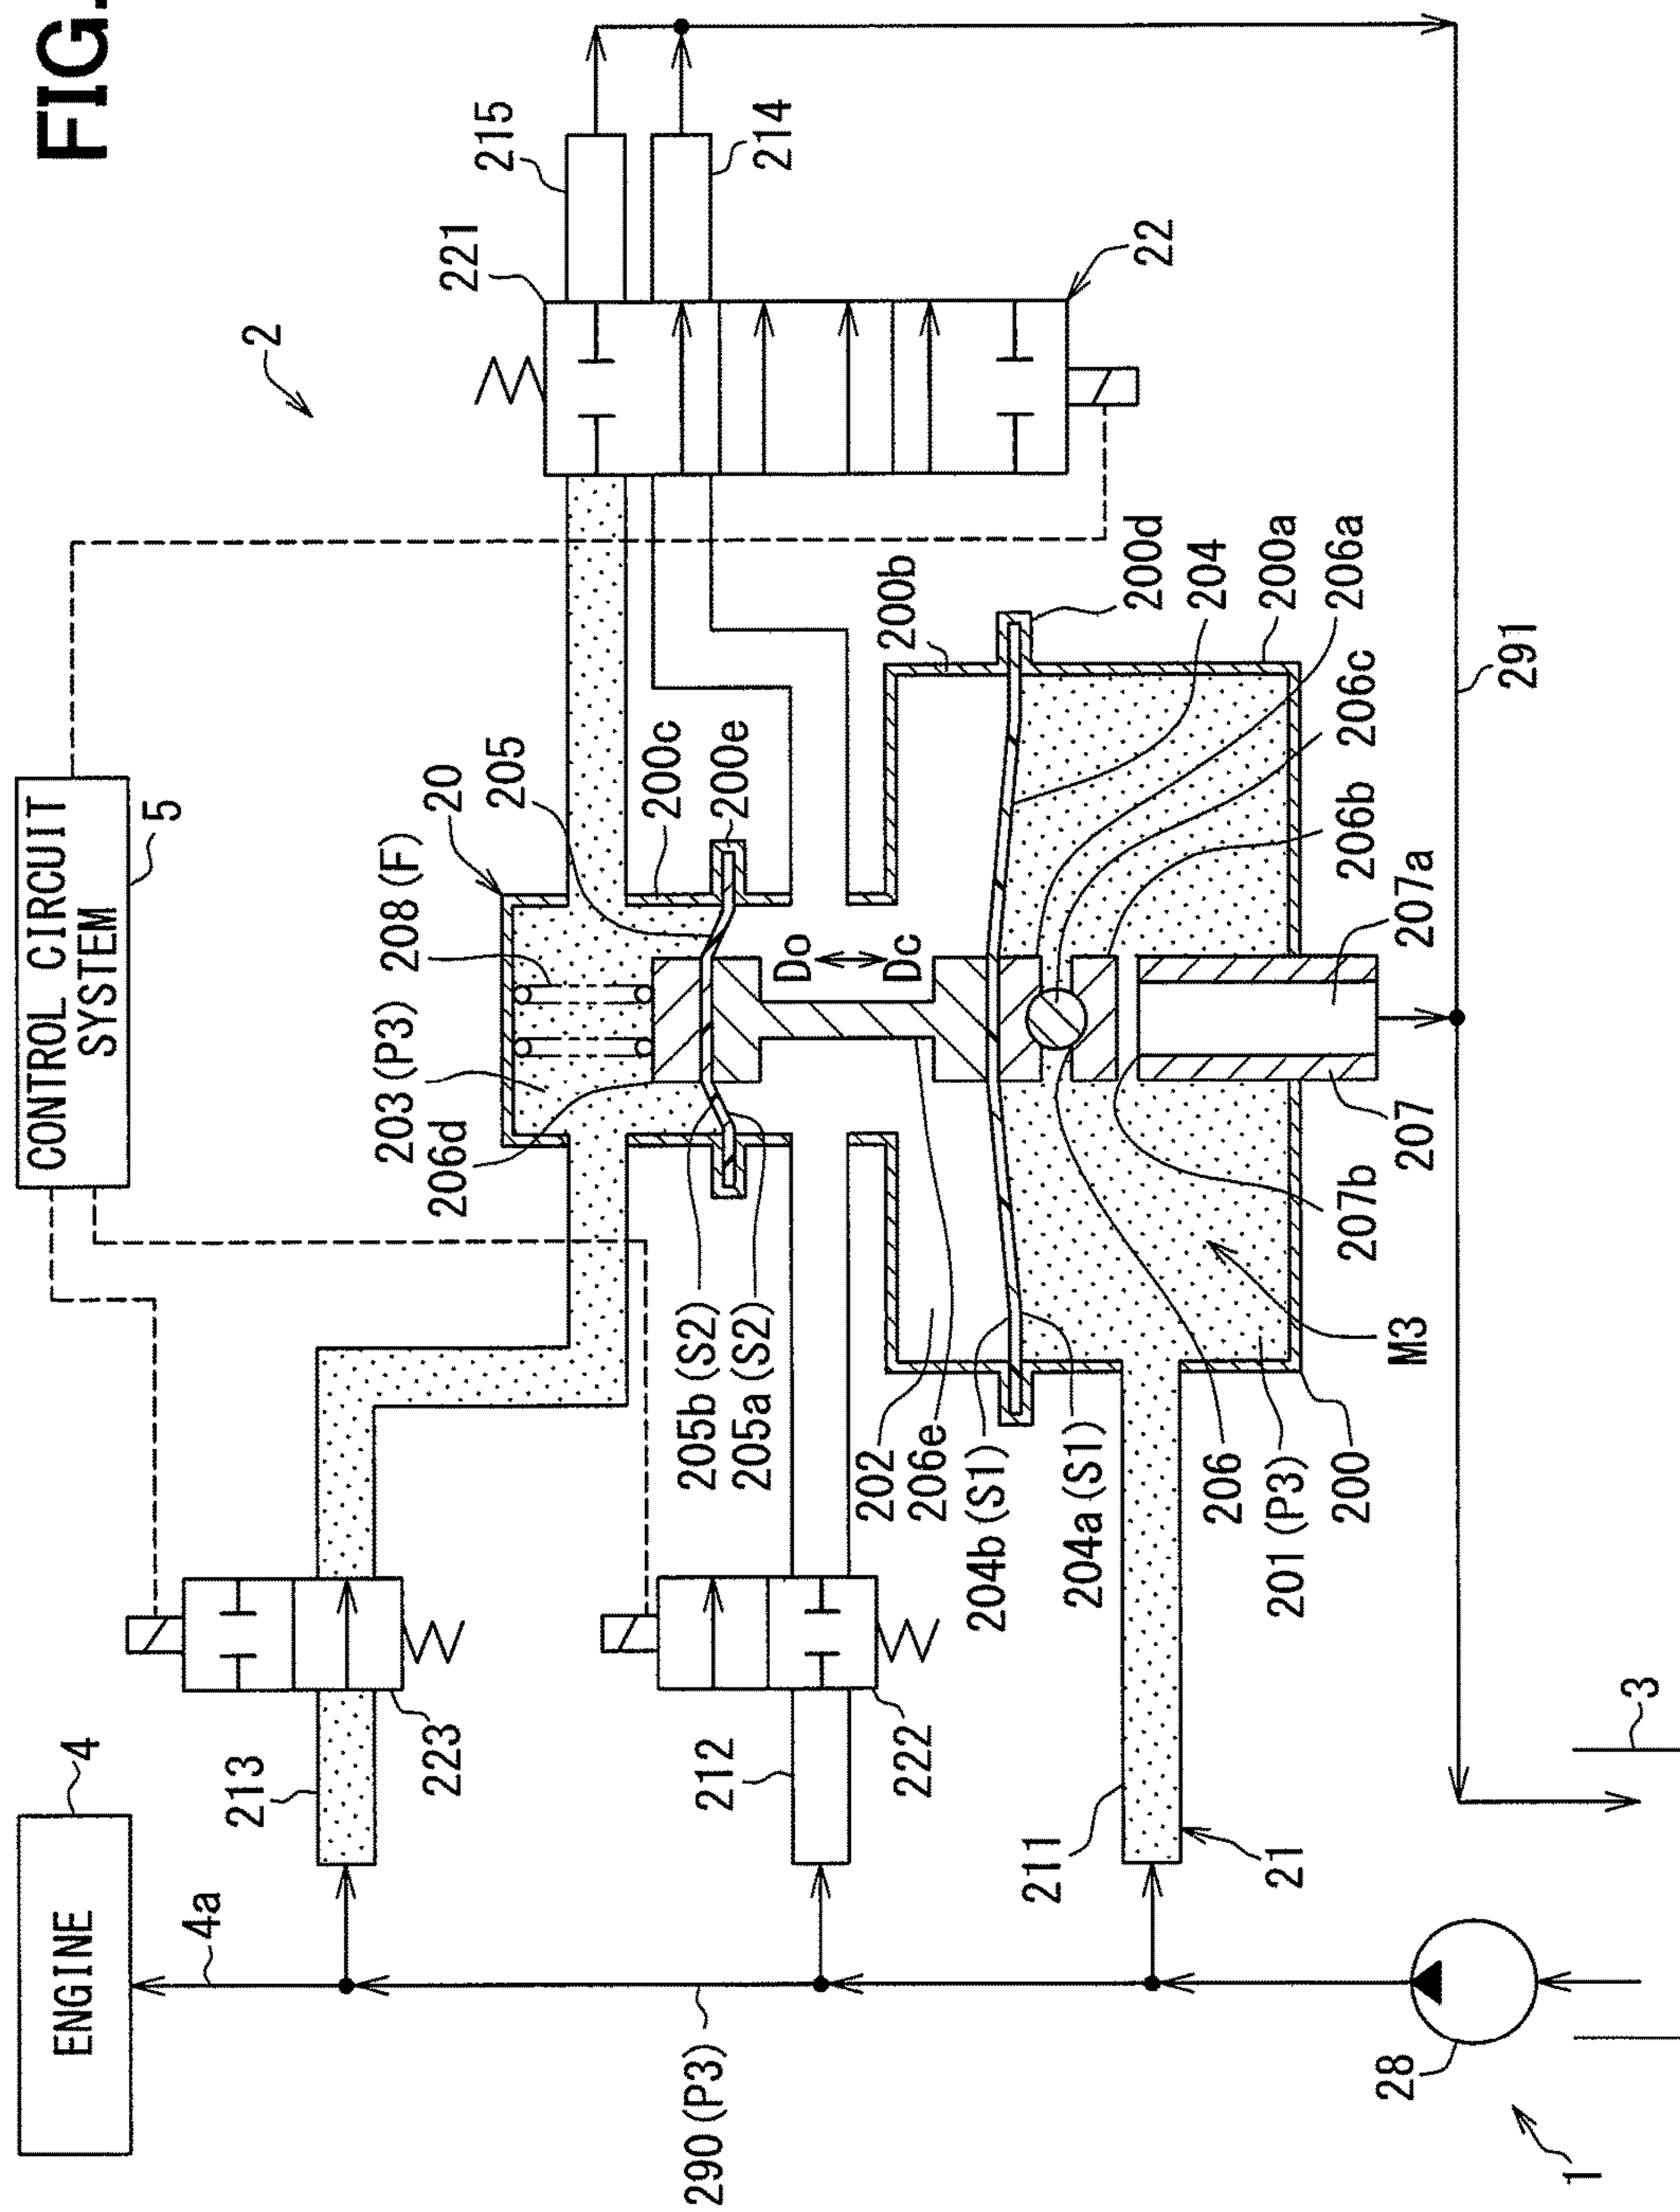 FIG.
CONTROL CIRCUIT
SYSTEM
5
ENGINE
4
4a
2
215
214
221
22
213
223
212
222
211
21
203 (P3)
208 (F)
206d
20
205
200c
200e
200b
200d
204
200a
206a
206c
206b
207a
207
207b
Do
Dc
205b (S2)
205a (S2)
202
206e
204b (S1)
204a (S1)
206
201 (P3)
200
M3
291
290 (P3)
28
3
1